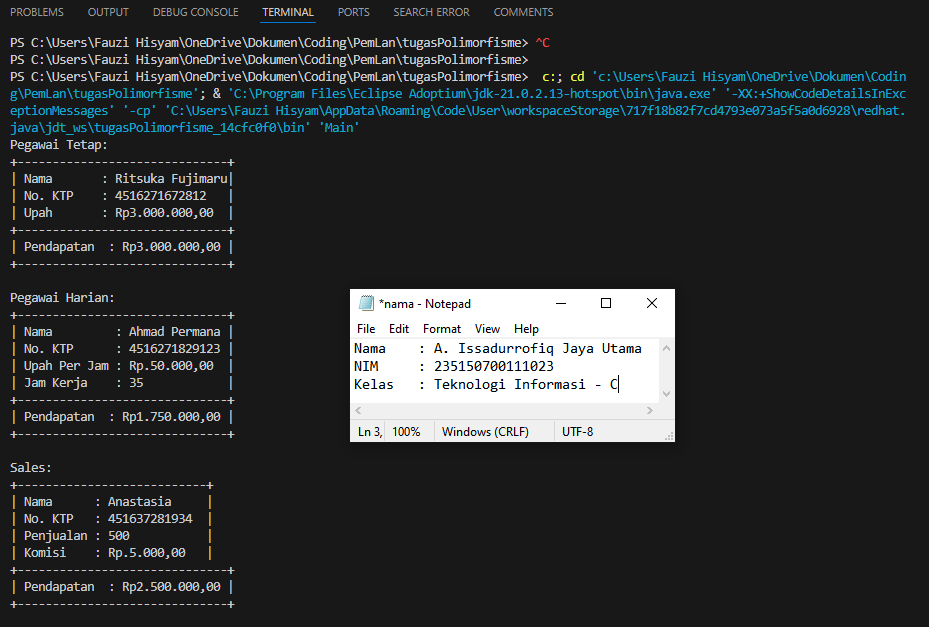 PROBLEMS OUTPUT DEBUG CONSOLE TERMINAL PORTS SEARCH ERROR COMMENTS
PS C:\Users\Fauzi Hisyam\OneDrive\Dokumen\Coding\PemLan\tugasPolimorfisme> ^C
PS C:\Users\Fauzi Hisyam\OneDrive\Dokumen\Coding\PemLan\tugasPolimorfisme>
PS C:\Users\Fauzi Hisyam\OneDrive\Dokumen\Coding\PemLan\tugasPolimorfisme>  c:; cd 'c:\Users\Fauzi Hisyam\OneDrive\Dokumen\Codin
g\PemLan\tugasPolimorfisme'; & 'C:\Program Files\Eclipse Adoptium\jdk-21.0.2.13-hotspot\bin\java.exe' '-XX:+ShowCodeDetailsInExc
eptionMessages' '-cp' 'C:\Users\Fauzi Hisyam\AppData\Roaming\Code\User\workspaceStorage\717f18b82f7cd4793e073a5f5a0d6928\redhat.
java\jdt_ws\tugasPolimorfisme_14cfc0f0\bin' 'Main'
Pegawai Tetap:
+------------------------------+
| Nama       : Ritsuka Fujimaru|
| No. KTP    : 4516271672812   |
| Upah       : Rp3.000.000,00  |
+------------------------------+
| Pendapatan  : Rp3.000.000,00 |
+------------------------------+
Pegawai Harian:
+------------------------------+
| Nama         : Ahmad Permana |
| No. KTP      : 4516271829123 |
| Upah Per Jam : Rp.50.000,00  |
| Jam Kerja    : 35            |
+------------------------------+
| Pendapatan  : Rp1.750.000,00 |
+------------------------------+
Sales:
+---------------------------+
| Nama      : Anastasia     |
| No. KTP   : 451637281934  |
| Penjualan : 500           |
| Komisi    : Rp.5.000,00   |
+------------------------------+
| Pendapatan  : Rp2.500.000,00 |
+------------------------------+
*nama - Notepad
File Edit Format View Help
Nama    : A. Issadurrofiq Jaya Utama
NIM     : 235150700111023
Kelas   : Teknologi Informasi - C
Ln 3, 100% Windows (CRLF) UTF-8